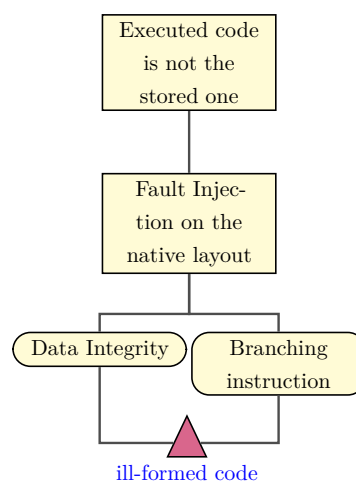 Executed code
is not the
stored one
Fault Injec-
tion on the
native layout
Data Integrity
Branching
instruction
ill-formed code